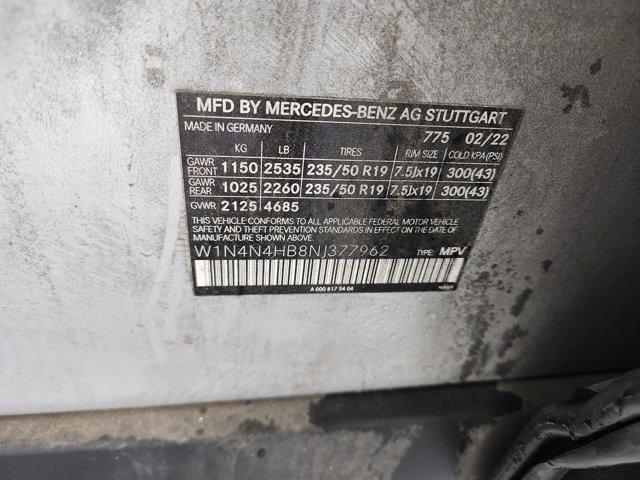 MFD BY MERCEDES-BENZ AG STUTTGART
MADE IN GERMANY 775 02/22
KG LB TIRES RIM SIZE COLD KPA(PSI)
GAWR FRONT 1150 2535 235/50 R19 7.5Jx19 300(43)
GAWR REAR 1025 2260 235/50 R19 7.5Jx19 300(43)
GVWR 2125 4685
THIS VEHICLE CONFORMS TO ALL APPLICABLE FEDERAL MOTOR VEHICLE
SAFETY AND THEFT PREVENTION STANDARDS IN EFFECT ON THE DATE
OF MANUFACTURE SHOWN ABOVE
W1N4N4HB8NJ377962 TYPE: MPV
A 000 817 54 04